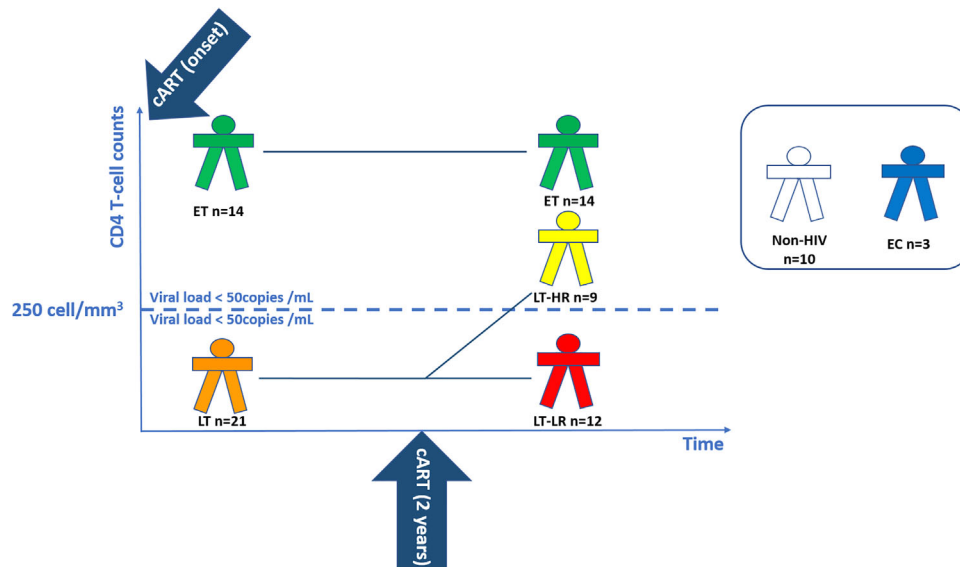 cART (onset)
CD4 T-cell counts
ET n=14
ET n=14
LT-HR n=9
Viral load < 50copies /mL
250 cell/mm³
Viral load < 50copies /mL
LT n=21
LT-LR n=12
Time
cART (2 years)
Non-HIV
n=10
EC n=3